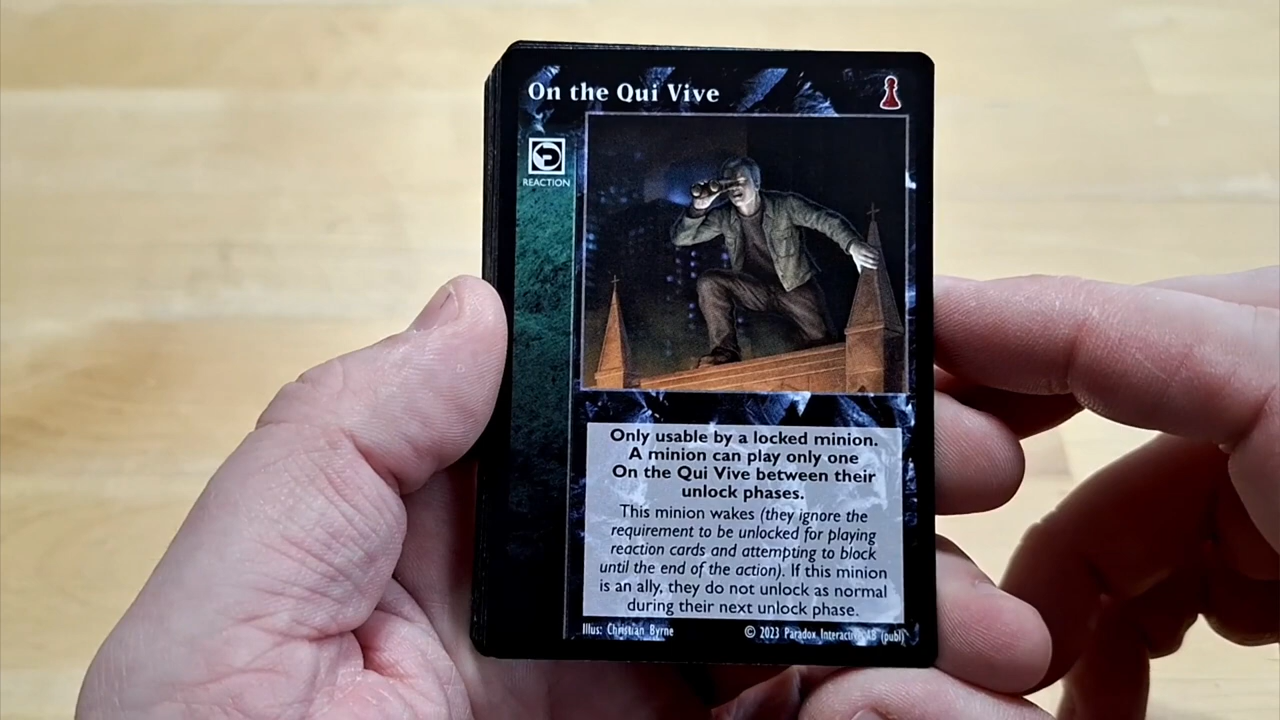 On the Qui Vive
REACTION
Only usable by a locked minion.
A minion can play only one
On the Qui Vive between their
unlock phases.
This minion wakes (they ignore the
requirement to be unlocked for playing
reaction cards and attempting to block
until the end of the action). If this minion
is an ally, they do not unlock as normal
during their next unlock phase.
Illus: Christian Byrne
© 2023 Paradox Interactive AB (publ)